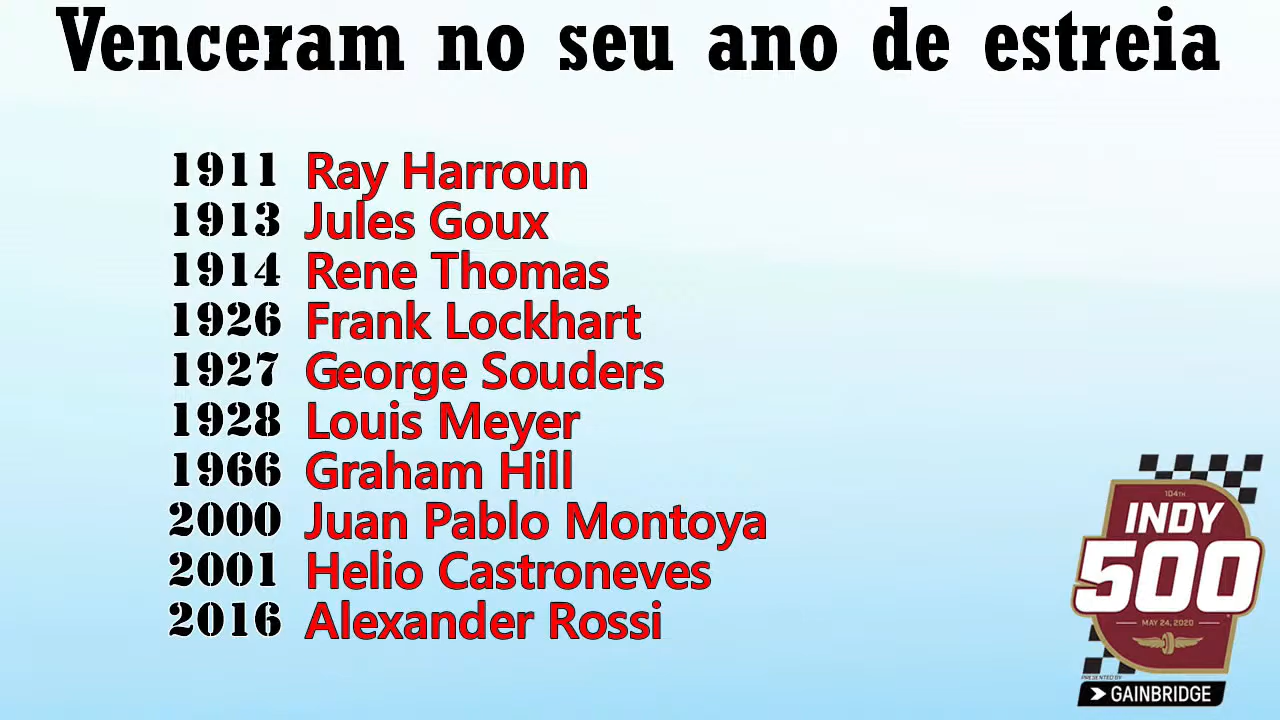 Venceram no seu ano de estreia
1911 Ray Harroun
1913 Jules Goux
1914 Rene Thomas
1926 Frank Lockhart
1927 George Souders
1928 Louis Meyer
1966 Graham Hill
2000 Juan Pablo Montoya
2001 Helio Castroneves
2016 Alexander Rossi
104TH
INDY
500
MAY 24, 2020
PRESENTED BY
GAINBRIDGE